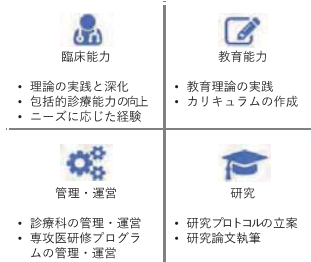 臨床能力
• 理論の実践と深化
• 包括的診療能力の向上
• ニーズに応じた経験
教育能力
• 教育理論の実践
• カリキュラムの作成
管理・運営
• 診療科の管理・運営
• 専攻医研修プログラ
ムの管理・運営
研究
• 研究プロトコルの立案
• 研究論文執筆